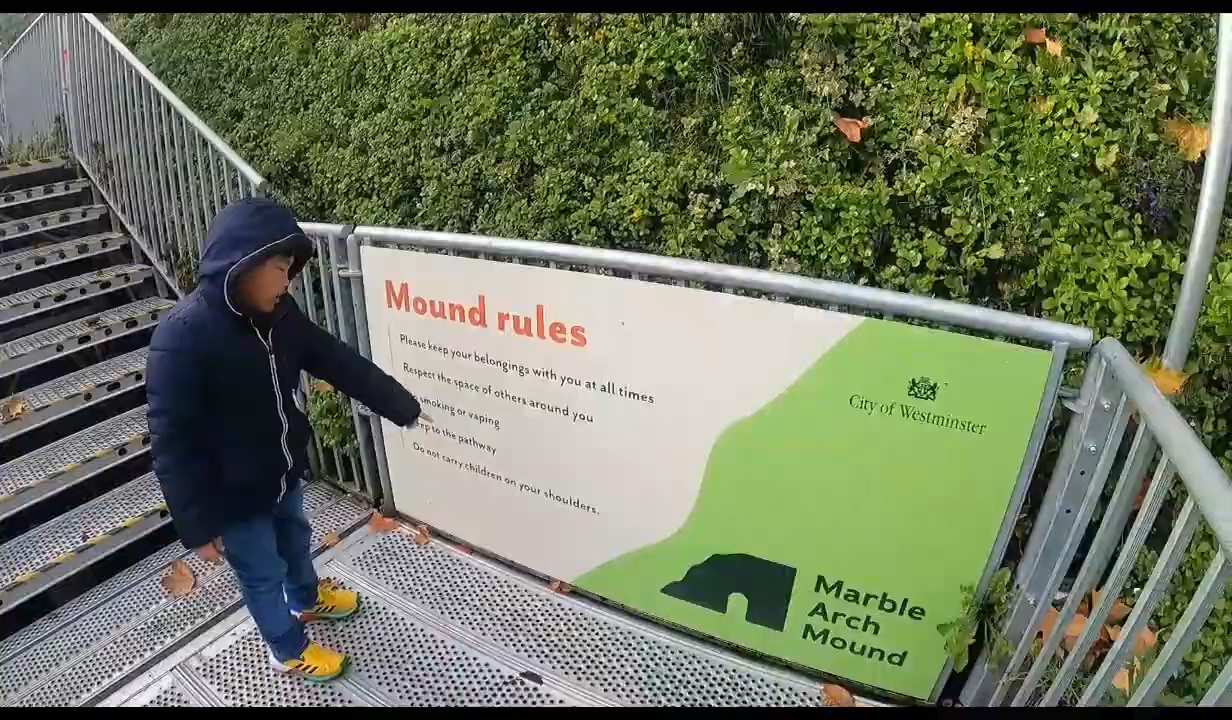 Mound rules
Please keep your belongings with you at all times
Respect the space of others around you
smoking or vaping
to the pathway
Do not carry children on your shoulders.
City of Westminster
Marble
Arch
Mound